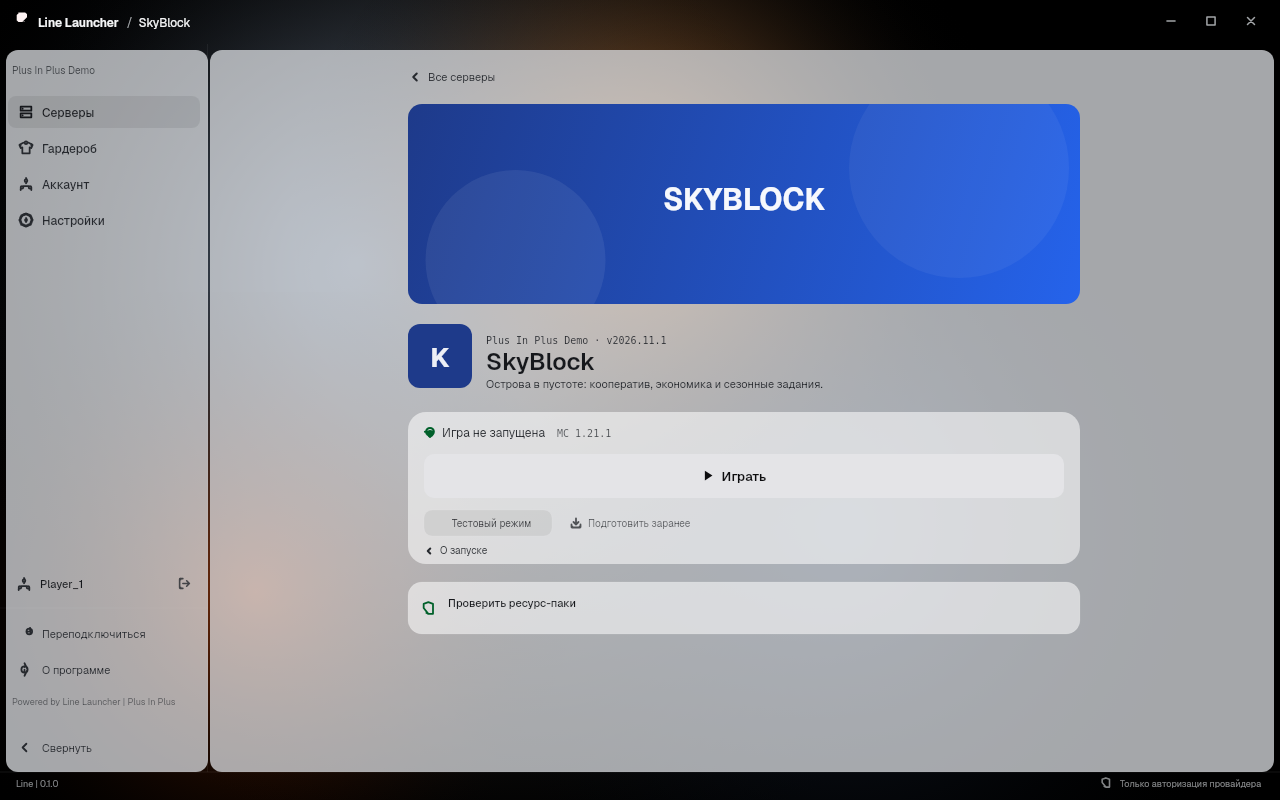 Line Launcher / SkyBlock
Plus In Plus Demo
Серверы
Гардероб
Аккаунт
Настройки
Player_1
Переподключиться
О программе
Powered by Line Launcher | Plus In Plus
Свернуть
Все серверы
SKYBLOCK
K
Plus In Plus Demo · v2026.11.1
SkyBlock
Острова в пустоте: кооператив, экономика и сезонные задания.
Игра не запущена MC 1.21.1
Играть
Тестовый режим Подготовить заранее
О запуске
Проверить ресурс-паки
Line | 0.1.0
Только авторизация провайдера